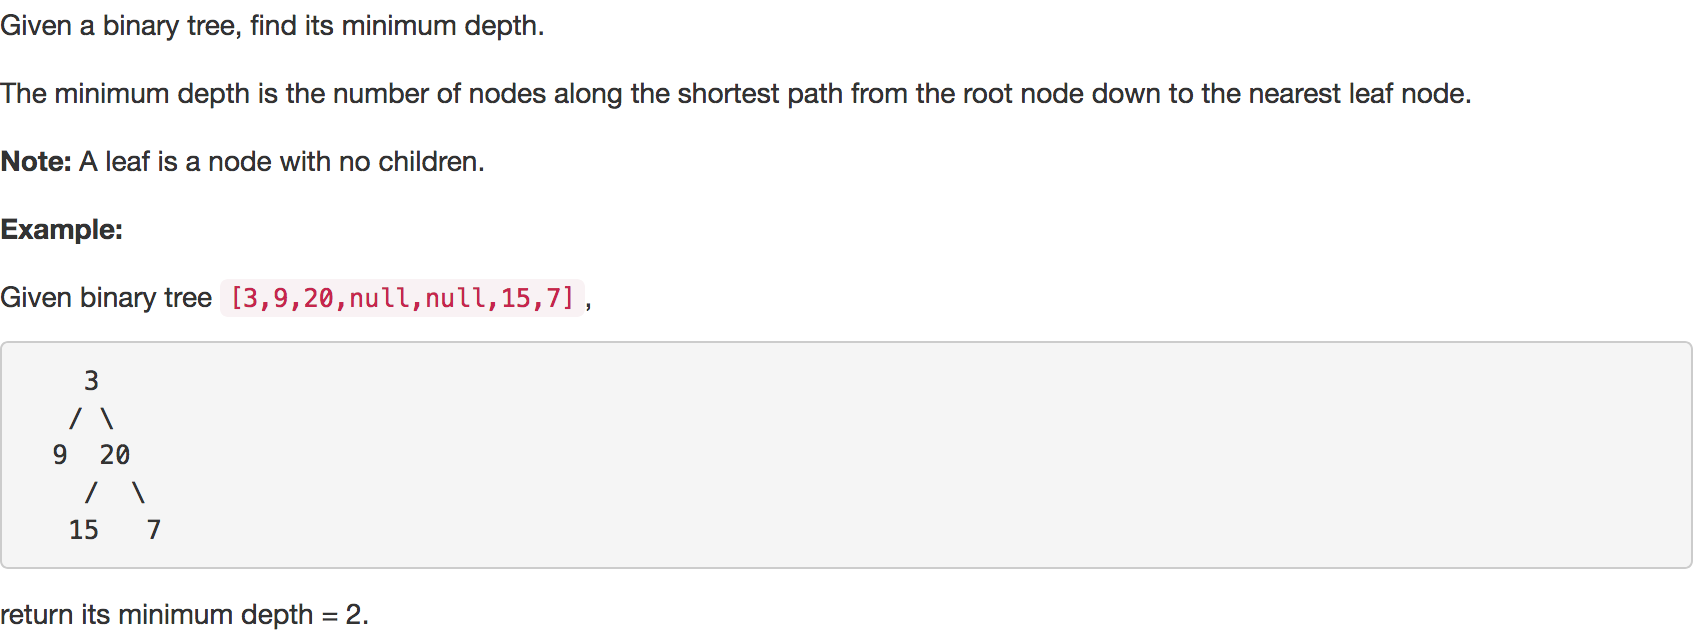 Given a binary tree, find its minimum depth.
The minimum depth is the number of nodes along the shortest path from the root node down to the nearest leaf node.
Note: A leaf is a node with no children.
Example:
Given binary tree [3,9,20,null,null,15,7],
3
/ \
9 20
/ \
15 7
return its minimum depth = 2.